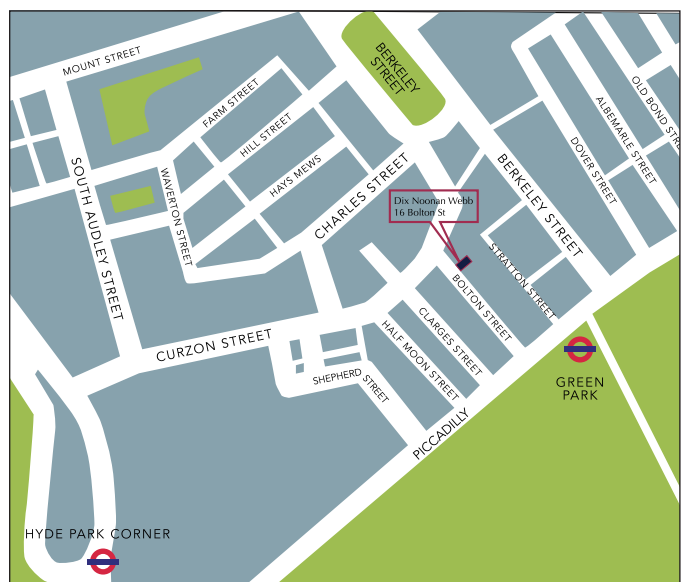 MOUNT STREET
BERKELEY
STREET
OLD BOND STRE
FARM STREET
ALBEMARLE STREET
HILL STREET
DOVER STREET
HAYS MEWS
SOUTH AUDLEY STREET
WAVERTON STREET
CHARLES STREET
BERKELEY STREET
Dix Noonan Webb
16 Bolton St
STRATTON STREET
BOLTON STREET
CLARGES STREET
HALF MOON STREET
CURZON STREET
SHEPHERD
STREET
GREEN
PARK
PICCADILLY
HYDE PARK CORNER